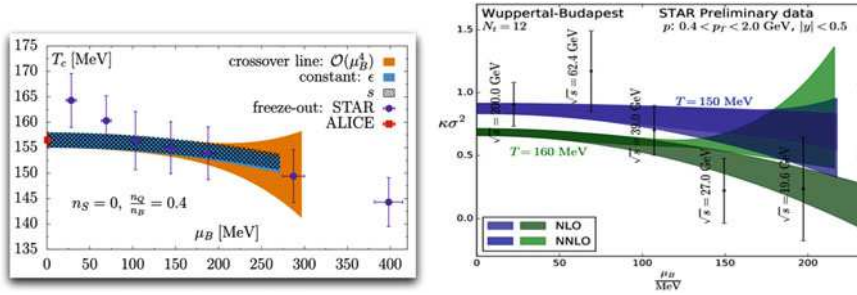 T_c [MeV]
crossover line: 𝒪(μ_B^4)
constant: ϵ
s
freeze-out: STAR
ALICE
n_S = 0, n_Q/n_B = 0.4
μ_B [MeV]
175
170
165
160
155
150
145
140
135
0 50 100 150 200 250 300 350 400
Wuppertal-Budapest
N_t = 12
STAR Preliminary data
p: 0.4 < p_T < 2.0 GeV, |y| < 0.5
κσ²
1.5
1.0
0.5
0.0
√s = 200.0 GeV
√s = 62.4 GeV
√s = 39.0 GeV
√s = 27.0 GeV
√s = 19.6 GeV
T = 150 MeV
T = 160 MeV
NLO
NNLO
0 50 100 150 200
μ_B/MeV